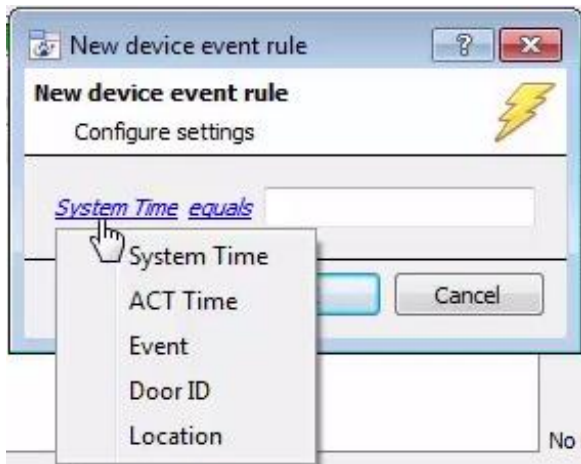 New device event rule
New device event rule
Configure settings
System Time equals
System Time
ACT Time
Cancel
Event
Door ID
Location
No